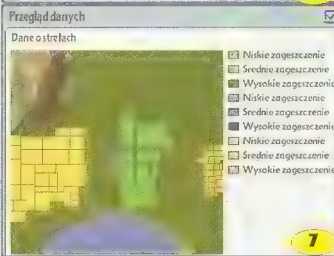 Przegląd danych
Dane o strefach
Niskie zagęszczenie
Średnie zagęszczenie
Wysokie zagęszczenie
Niskie zagęszczenie
Średnie zagęszczenie
Wysokie zagęszczenie
Niskie zagęszczenie
Średnie zagęszczenie
Wysokie zagęszczenie
7